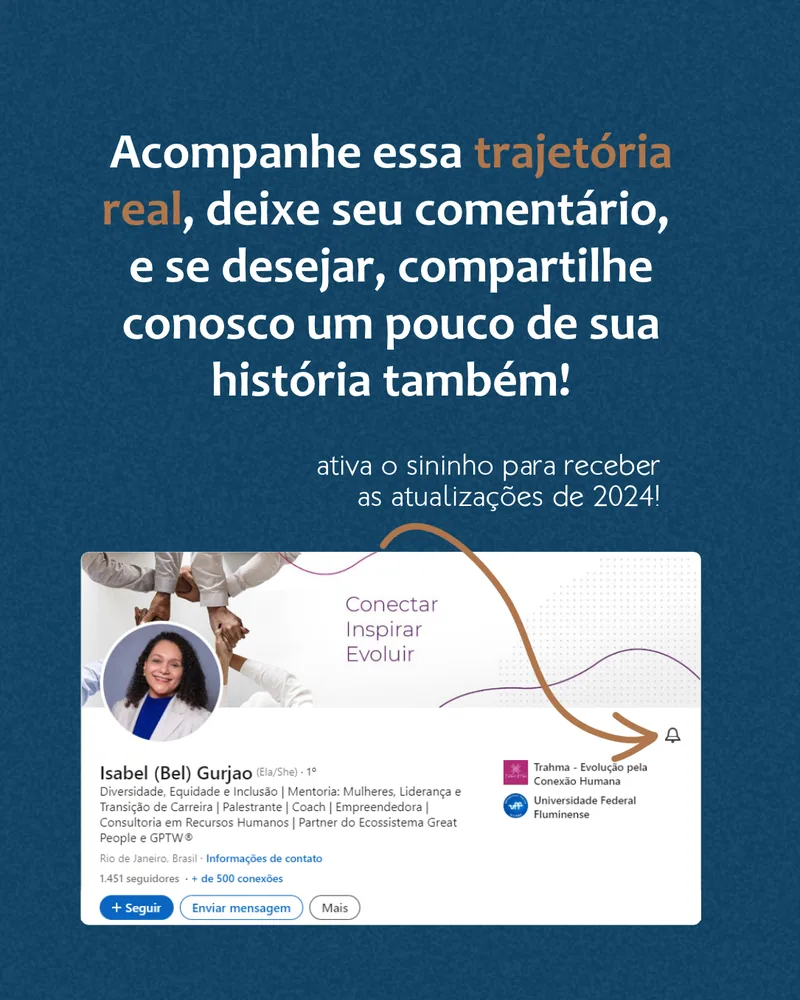 Acompanhe essa trajetória
real, deixe seu comentário,
e se desejar, compartilhe
conosco um pouco de sua
história também!
ativa o sininho para receber
as atualizações de 2024!
Conectar
Inspirar
Evoluir
Isabel (Bel) Gurjao (Ela/She) · 1º
Diversidade, Equidade e Inclusão | Mentoria: Mulheres, Liderança e
Transição de Carreira | Palestrante | Coach | Empreendedora |
Consultoria em Recursos Humanos | Partner do Ecossistema Great
People e GPTW®
Rio de Janeiro, Brasil · Informações de contato
1.451 seguidores · + de 500 conexões
+ Seguir
Enviar mensagem
Mais
Trahma - Evolução pela
Conexão Humana
uff
Universidade Federal
Fluminense